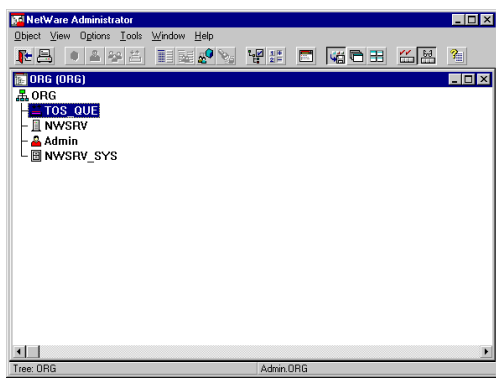 NetWare Administrator
Object View Options Tools Window Help
ORG (ORG)
ORG
TOS_QUE
NWSRV
Admin
NWSRV_SYS
Tree: ORG Admin.ORG